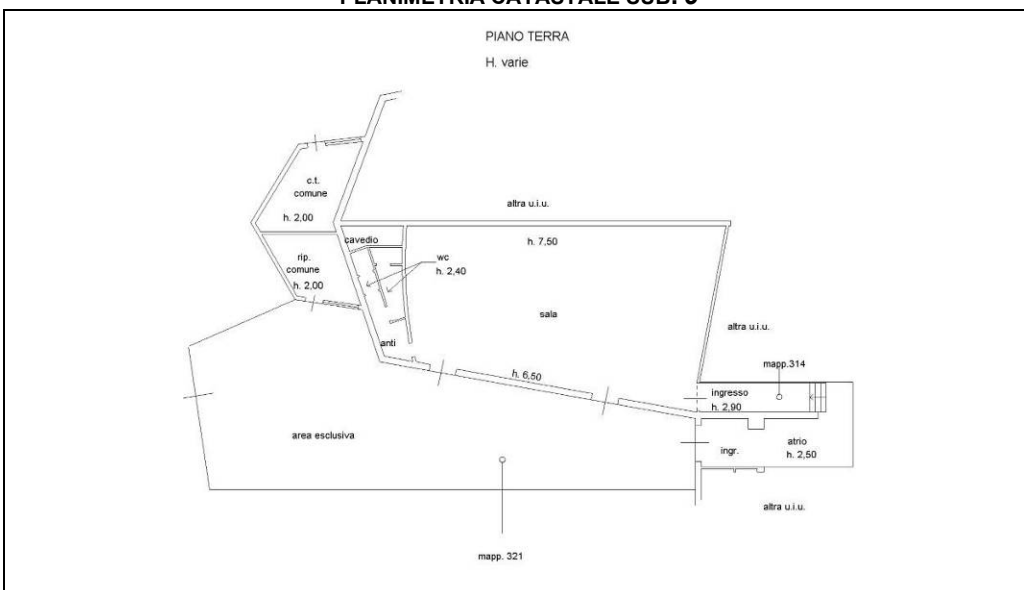 PLANIMETRIA CATASTALE SUB.
PIANO TERRA
H. varie
c.t.
comune
h. 2,00
altra u.i.u.
cavedio
h. 7,50
rip.
comune
h. 2,00
wc
h. 2,40
sala
altra u.i.u.
anti
mapp.314
h. 6,50
ingresso
h. 2,90
area esclusiva
ingr.
atrio
h. 2,50
altra u.i.u.
mapp. 321